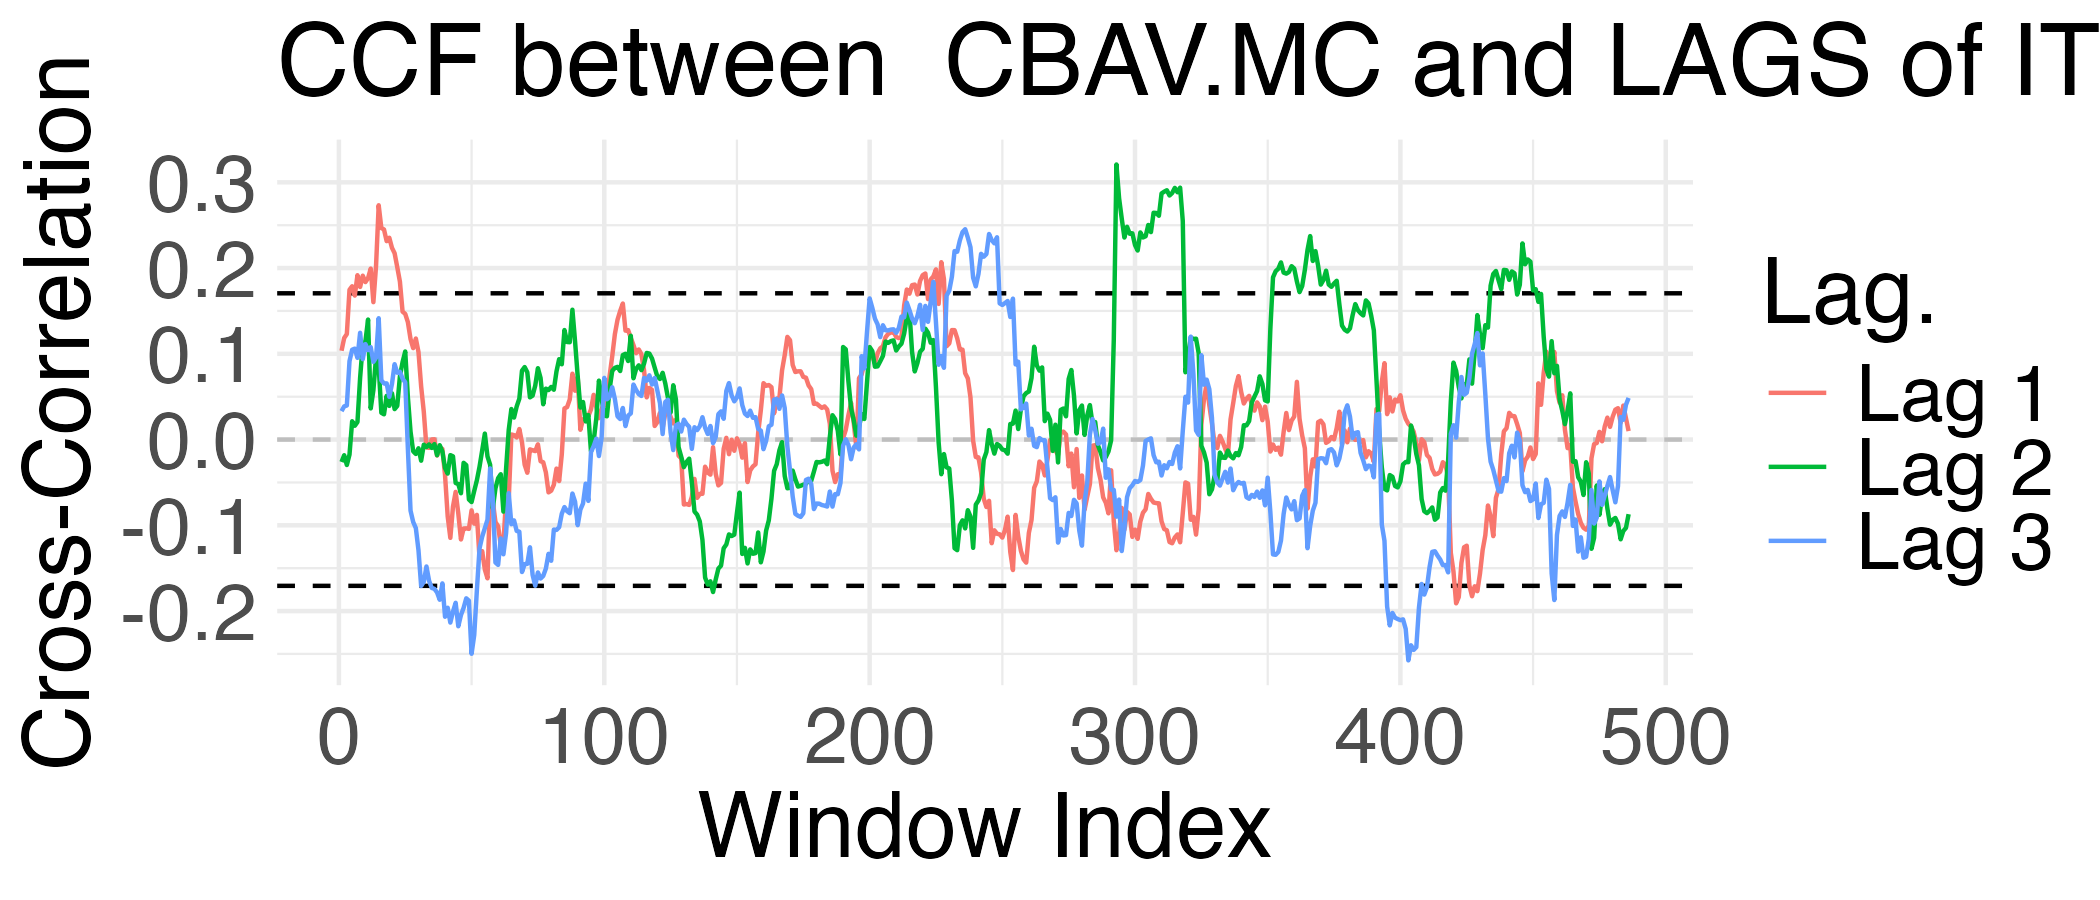 CCF between CBAV.MC and LAGS of IT
Cross-Correlation
0.3
0.2
0.1
0.0
-0.1
-0.2
0 100 200 300 400 500
Window Index
Lag.
Lag 1
Lag 2
Lag 3